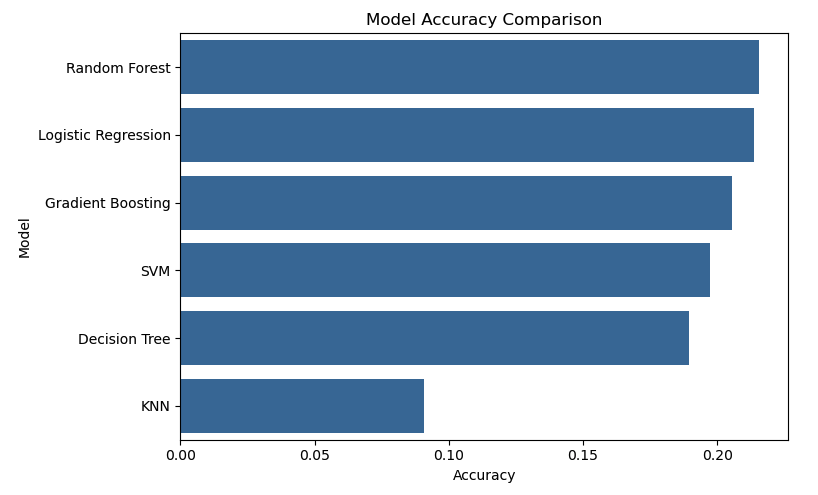 Model Accuracy Comparison
Random Forest
Logistic Regression
Gradient Boosting
SVM
Decision Tree
KNN
Model
0.00 0.05 0.10 0.15 0.20
Accuracy